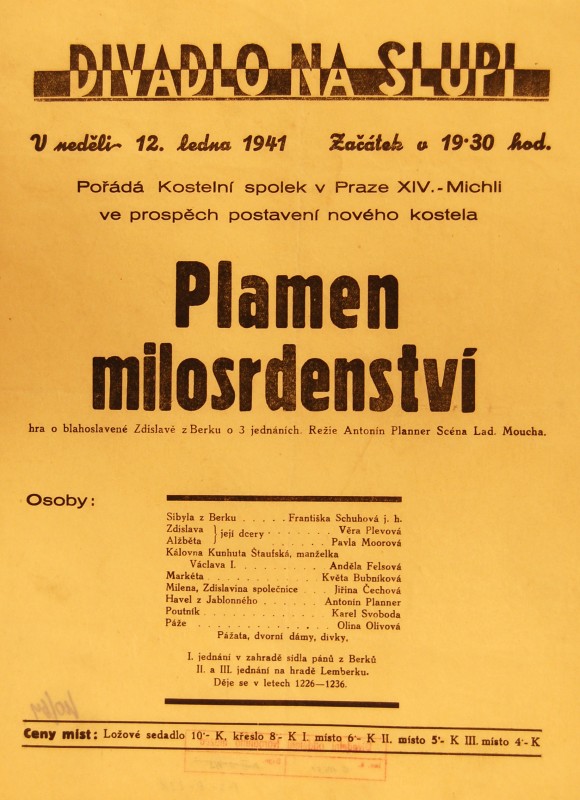 DIVADLO NA SLUPI
V neděli 12. ledna 1941 Začátek v 19·30 hod.
Pořádá Kostelní spolek v Praze XIV.-Michli
ve prospěch postavení nového kostela
Plamen
milosrdenství
hra o blahoslavené Zdislavě z Berku o 3 jednáních. Režie Antonín Planner Scéna Lad. Moucha.
Osoby:
Sibyla z Berku . . . . . Františka Schuhová j. h.
Zdislava } její dcery . . . . . Věra Plevová
Alžběta . . . . . Pavla Moorová
Královna Kunhuta Štaufská, manželka
Václava I. . . . . . Anděla Felsová
Markéta . . . . . Květa Bubníková
Milena, Zdislavina společnice . . Jiřina Čechová
Havel z Jablonného . . . . . Antonín Planner
Poutník . . . . . Karel Svoboda
Páže . . . . . Olina Olivová
Pážata, dvorní dámy, dívky.
I. jednání v zahradě sídla pánů z Berků
II. a III. jednání na hradě Lemberku.
Děje se v letech 1226—1236.
Ceny míst: Ložové sedadlo 10·- K, křeslo 8·- K I. místo 6·- K II. místo 5·- K III. místo 4·- K